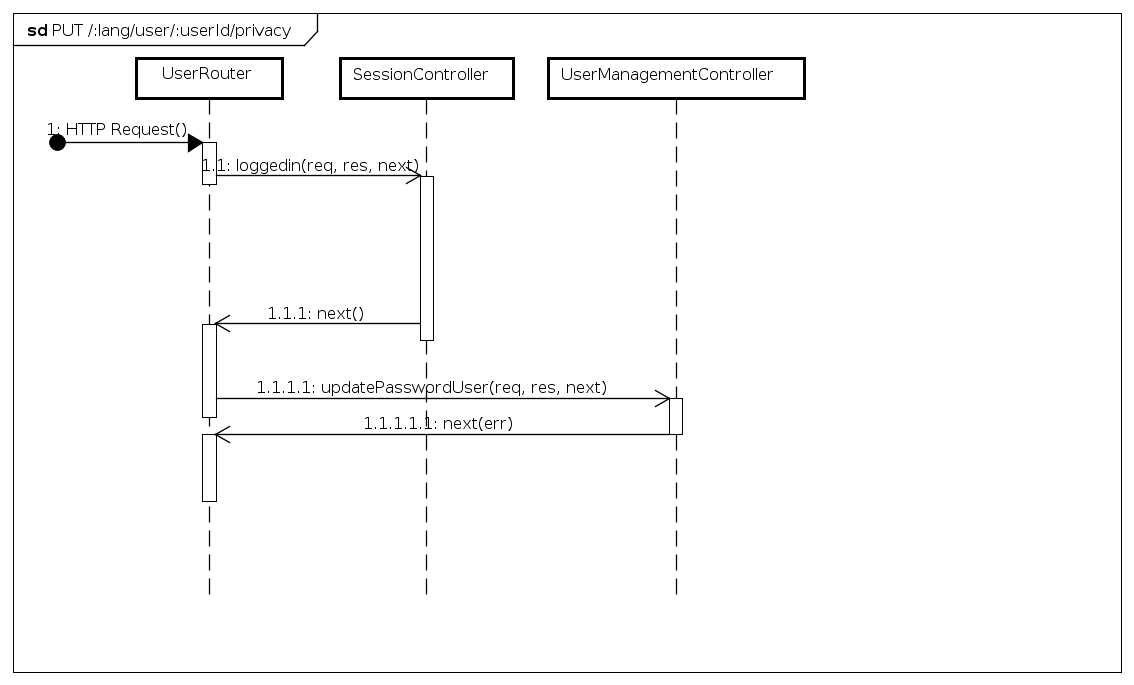 sd PUT /:lang/user/:userId/privacy
UserRouter
SessionController
UserManagementController
1: HTTP Request()
1.1: loggedin(req, res, next)
1.1.1: next()
1.1.1.1: updatePasswordUser(req, res, next)
1.1.1.1.1: next(err)